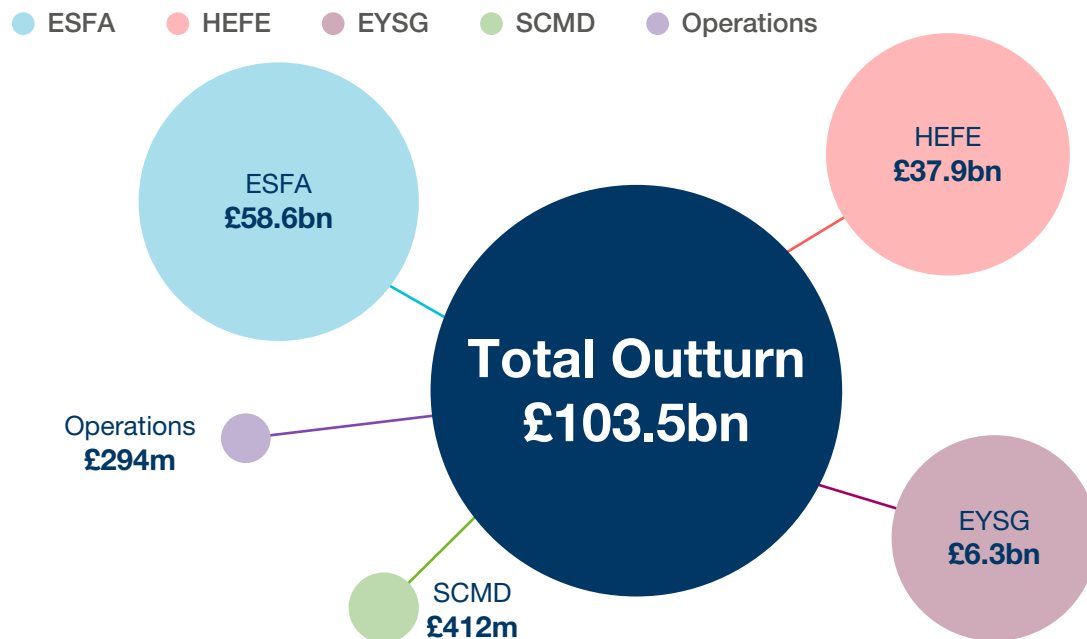 ESFA HEFE EYSG SCMD Operations
HEFE
£37.9bn
ESFA
£58.6bn
Total Outturn
£103.5bn
Operations
£294m
EYSG
£6.3bn
SCMD
£412m